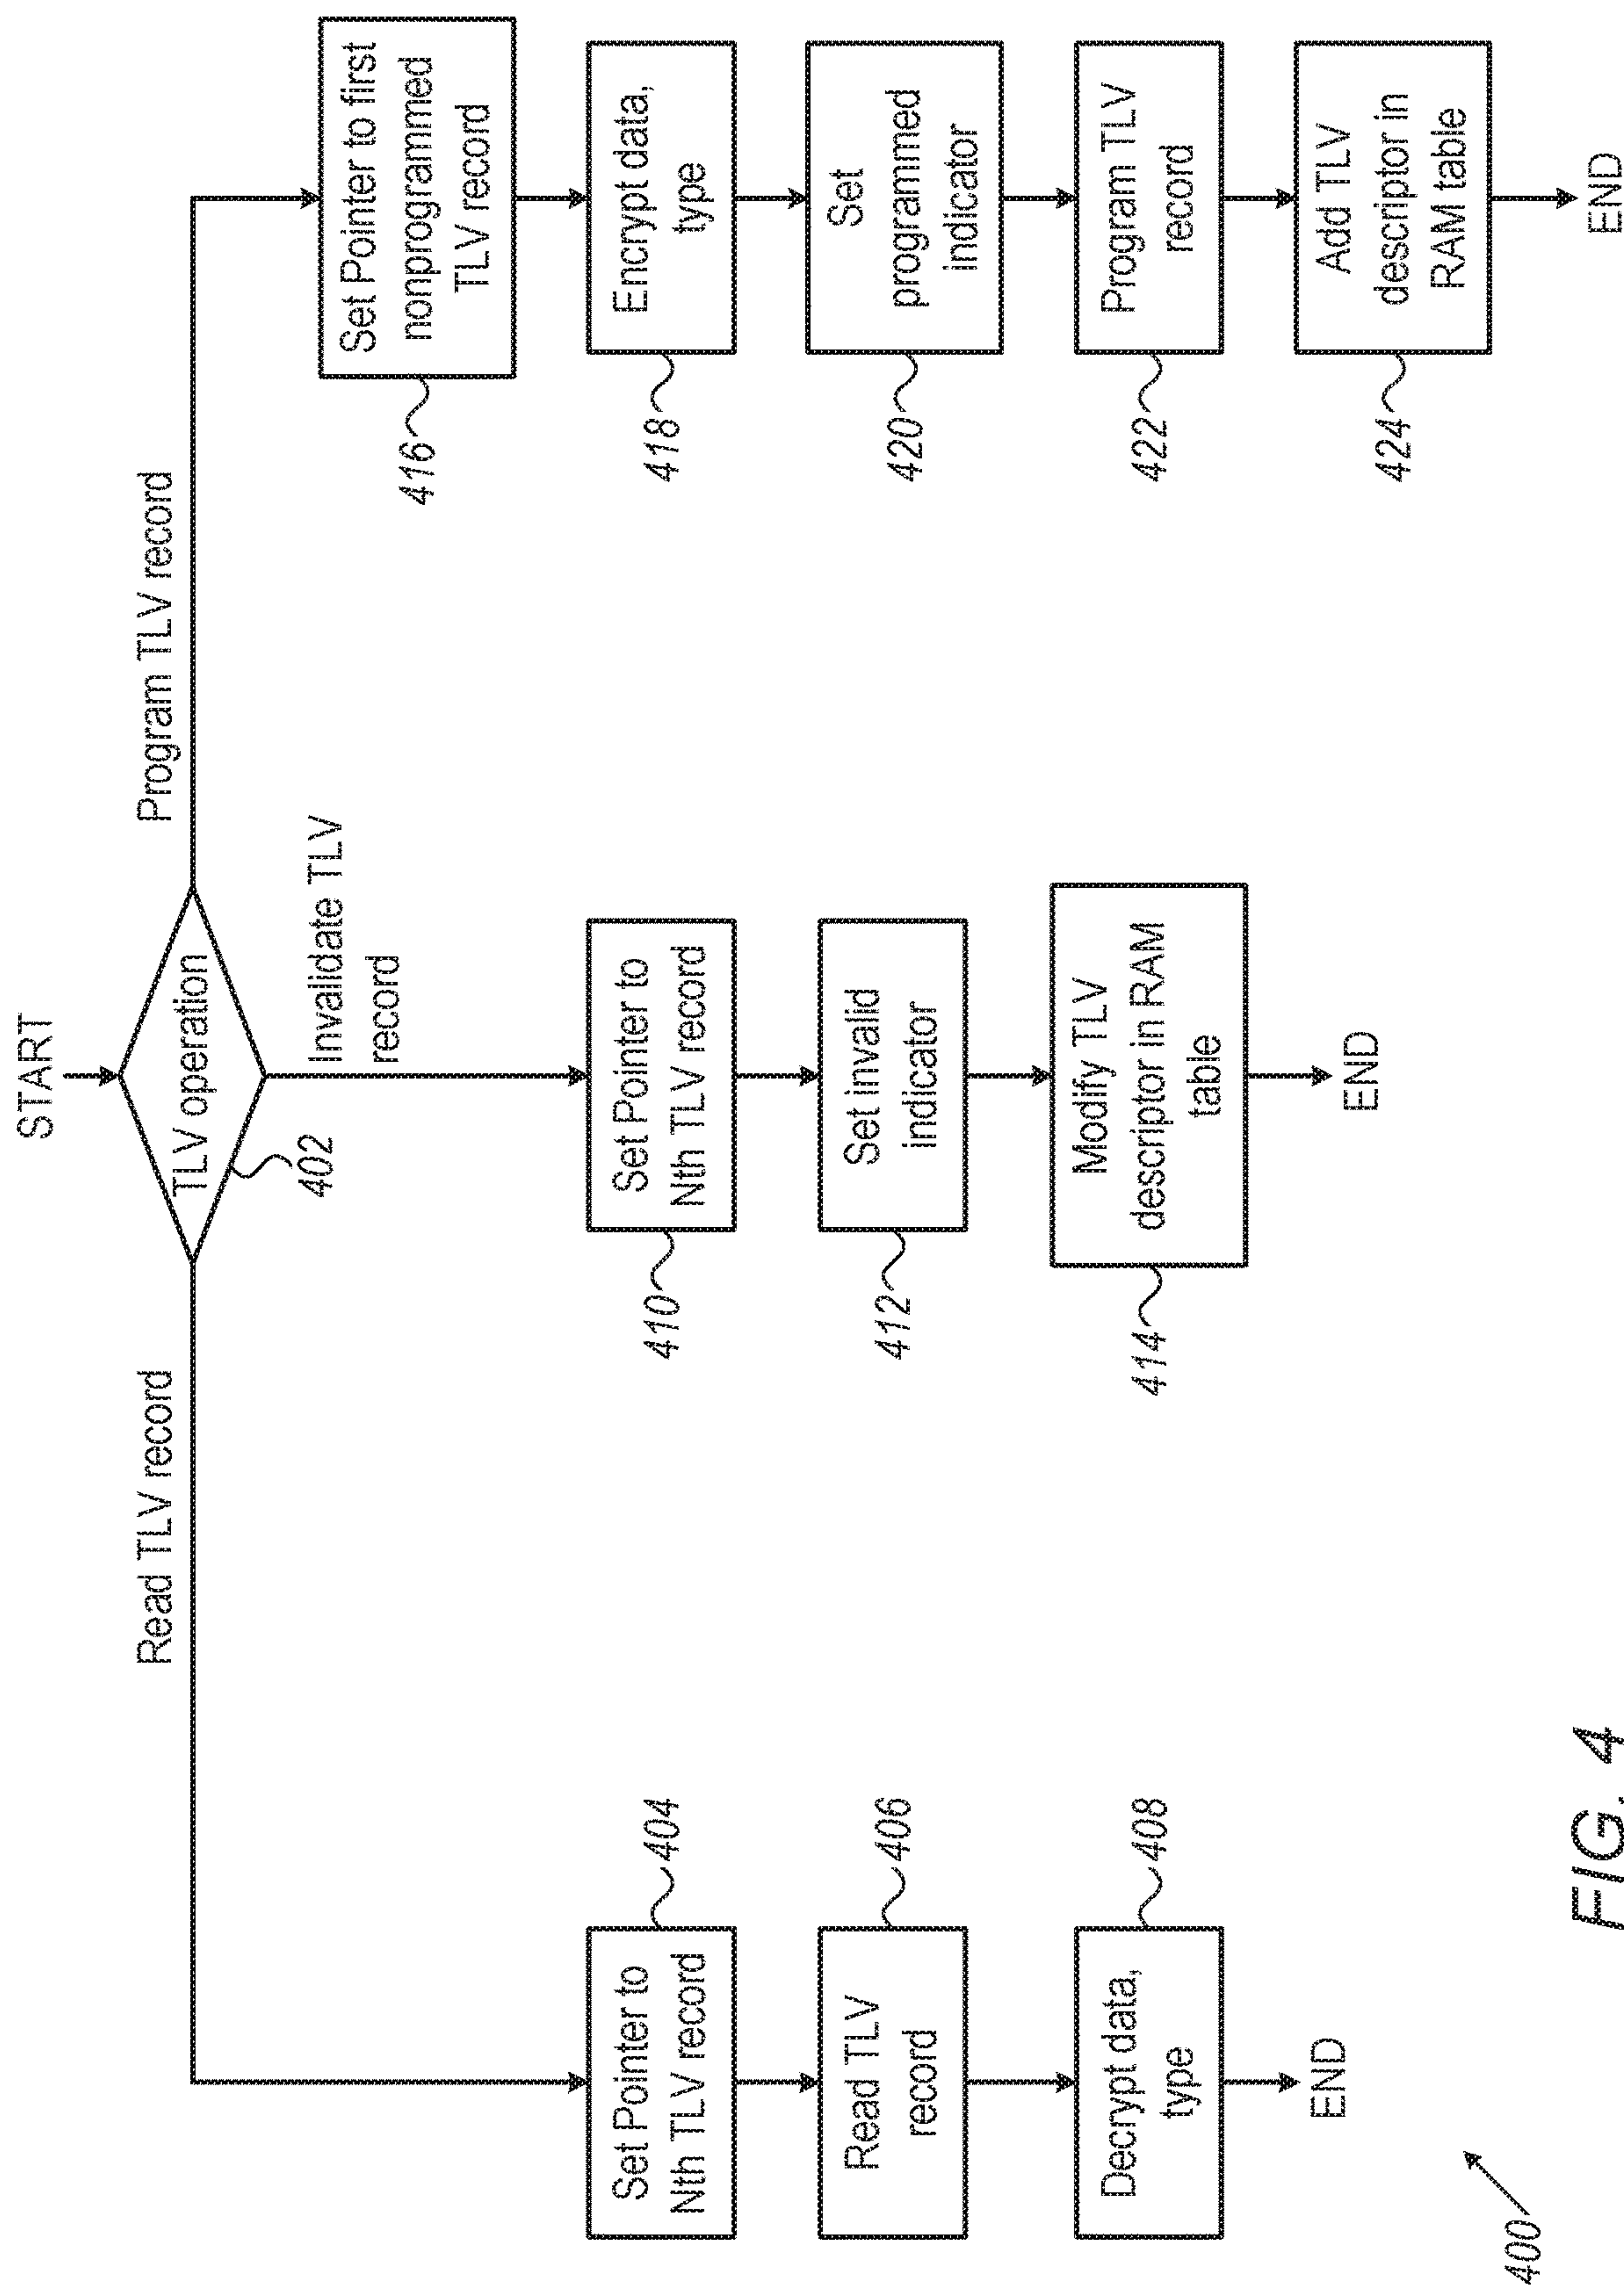 START
TLV operation
402
Read TLV record
Invalidate TLV
record
Program TLV record
Set Pointer to
Nth TLV record
404
Read TLV
record
406
Decrypt data,
type
408
END
Set Pointer to
Nth TLV record
410
Set invalid
indicator
412
Modify TLV
descriptor in RAM
table
414
END
Set Pointer to first
nonprogrammed
TLV record
416
Encrypt data,
type
418
Set
programmed
indicator
420
Program TLV
record
422
Add TLV
descriptor in
RAM table
424
END
400
FIG. 4